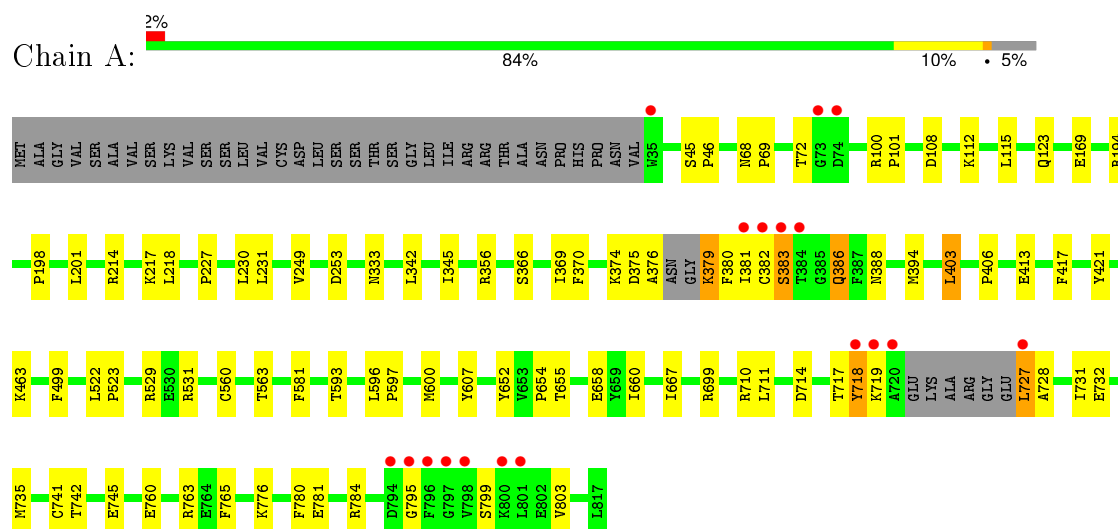 2%
Chain A:
84% 10% • 5%
MET ALA GLY VAL SER ALA VAL SER LYS VAL SER SER LEU VAL CYS ASP LEU SER SER THR SER GLY LEU ILE ARG ARG THR ALA ASN PRO HIS PRO ASN VAL W35 S45 P46 N68 P69 T72 G73 D74 R100 P101 D108 K112 L115 Q123 E169
P198 L201 R214 K217 L218 P227 L230 L231 V249 D253 N333 L342 I345 R356 S366 I369 F370 K374 D375 A376 ASN GLY K379 F380 I381 C382 S383 T384 G385 Q386 F387 N388 M394 L403 P406 E413 F417 Y421
K463 F499 L522 P523 R529 E530 R531 C560 T563 F581 T593 L596 P597 M600 Y607 Y652 V653 P654 T655 E658 Y659 I660 I667 R699 R710 L711 D714 T717 Y718 K719 A720 GLU LYS ALA ARG GLY GLU L727 A728 I731 E732
M735 C741 T742 E745 E760 R763 E764 F765 K776 F780 E781 R784 D794 G795 F796 G797 V798 S799 K800 L801 E802 V803 L817